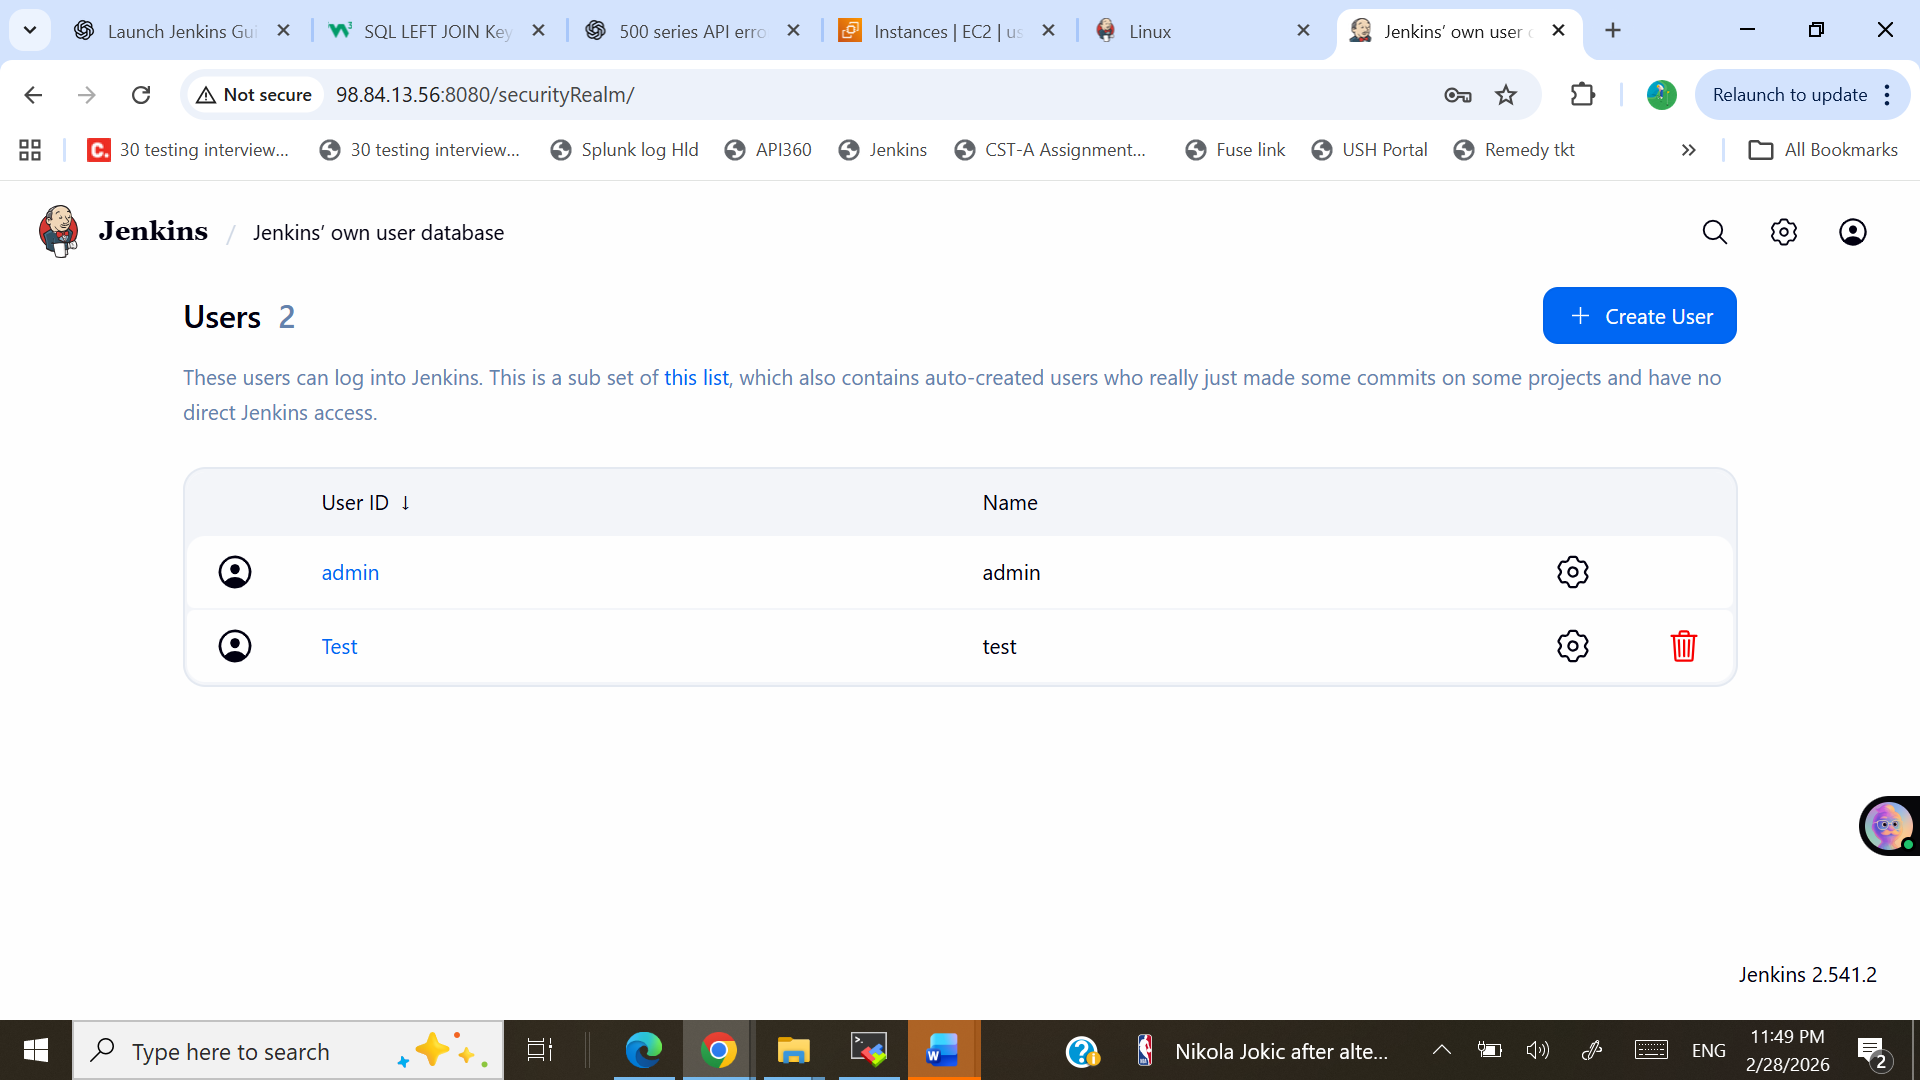 Launch Jenkins Gui
SQL LEFT JOIN Key
500 series API erro
Instances | EC2 | us
Linux
Jenkins’ own user d
Not secure
98.84.13.56:8080/securityRealm/
Relaunch to update
30 testing interview...
30 testing interview...
Splunk log Hld
API360
Jenkins
CST-A Assignment...
Fuse link
USH Portal
Remedy tkt
All Bookmarks
Jenkins / Jenkins’ own user database
Users 2
+ Create User
These users can log into Jenkins. This is a sub set of this list, which also contains auto-created users who really just made some commits on some projects and have no
direct Jenkins access.
User ID ↓ Name
admin admin
Test test
Jenkins 2.541.2
Type here to search
Nikola Jokic after alte...
ENG
11:49 PM
2/28/2026
2